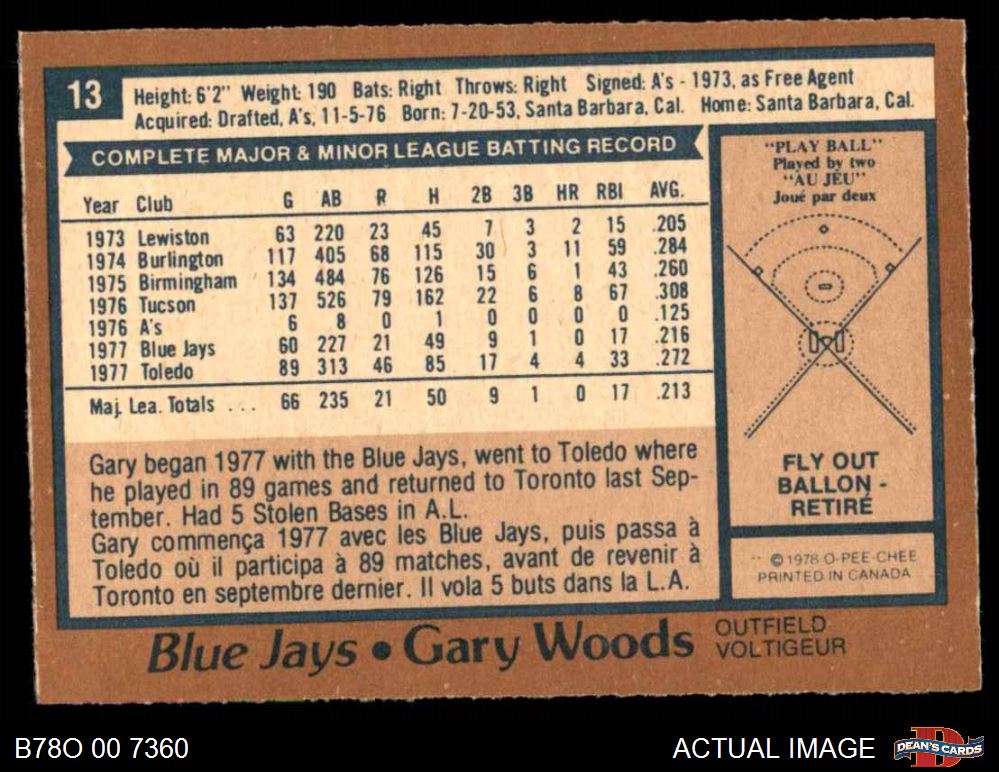 13
Height: 6'2" Weight: 190 Bats: Right Throws: Right Signed: A's - 1973, as Free Agent
Acquired: Drafted, A's, 11-5-76 Born: 7-20-53, Santa Barbara, Cal. Home: Santa Barbara, Cal.
COMPLETE MAJOR & MINOR LEAGUE BATTING RECORD
Year Club G AB R H 2B 3B HR RBI AVG.
1973 Lewiston 63 220 23 45 7 3 2 15 .205
1974 Burlington 117 405 68 115 30 3 11 59 .284
1975 Birmingham 134 484 76 126 15 6 1 43 .260
1976 Tucson 137 526 79 162 22 6 8 67 .308
1976 A's 6 8 0 1 0 0 0 0 .125
1977 Blue Jays 60 227 21 49 9 1 0 17 .216
1977 Toledo 89 313 46 85 17 4 4 33 .272
Maj. Lea. Totals ... 66 235 21 50 9 1 0 17 .213
Gary began 1977 with the Blue Jays, went to Toledo where
he played in 89 games and returned to Toronto last Sep-
tember. Had 5 Stolen Bases in A.L.
Gary commença 1977 avec les Blue Jays, puis passa à
Toledo où il participa à 89 matches, avant de revenir à
Toronto en septembre dernier. Il vola 5 buts dans la L.A.
"PLAY BALL"
Played by two
"AU JEU"
Joué par deux
FLY OUT
BALLON -
RETIRÉ
** © 1978 O-PEE-CHEE
PRINTED IN CANADA
Blue Jays • Gary Woods
OUTFIELD
VOLTIGEUR
B78O 00 7360
ACTUAL IMAGE
D
DEAN'S CARDS